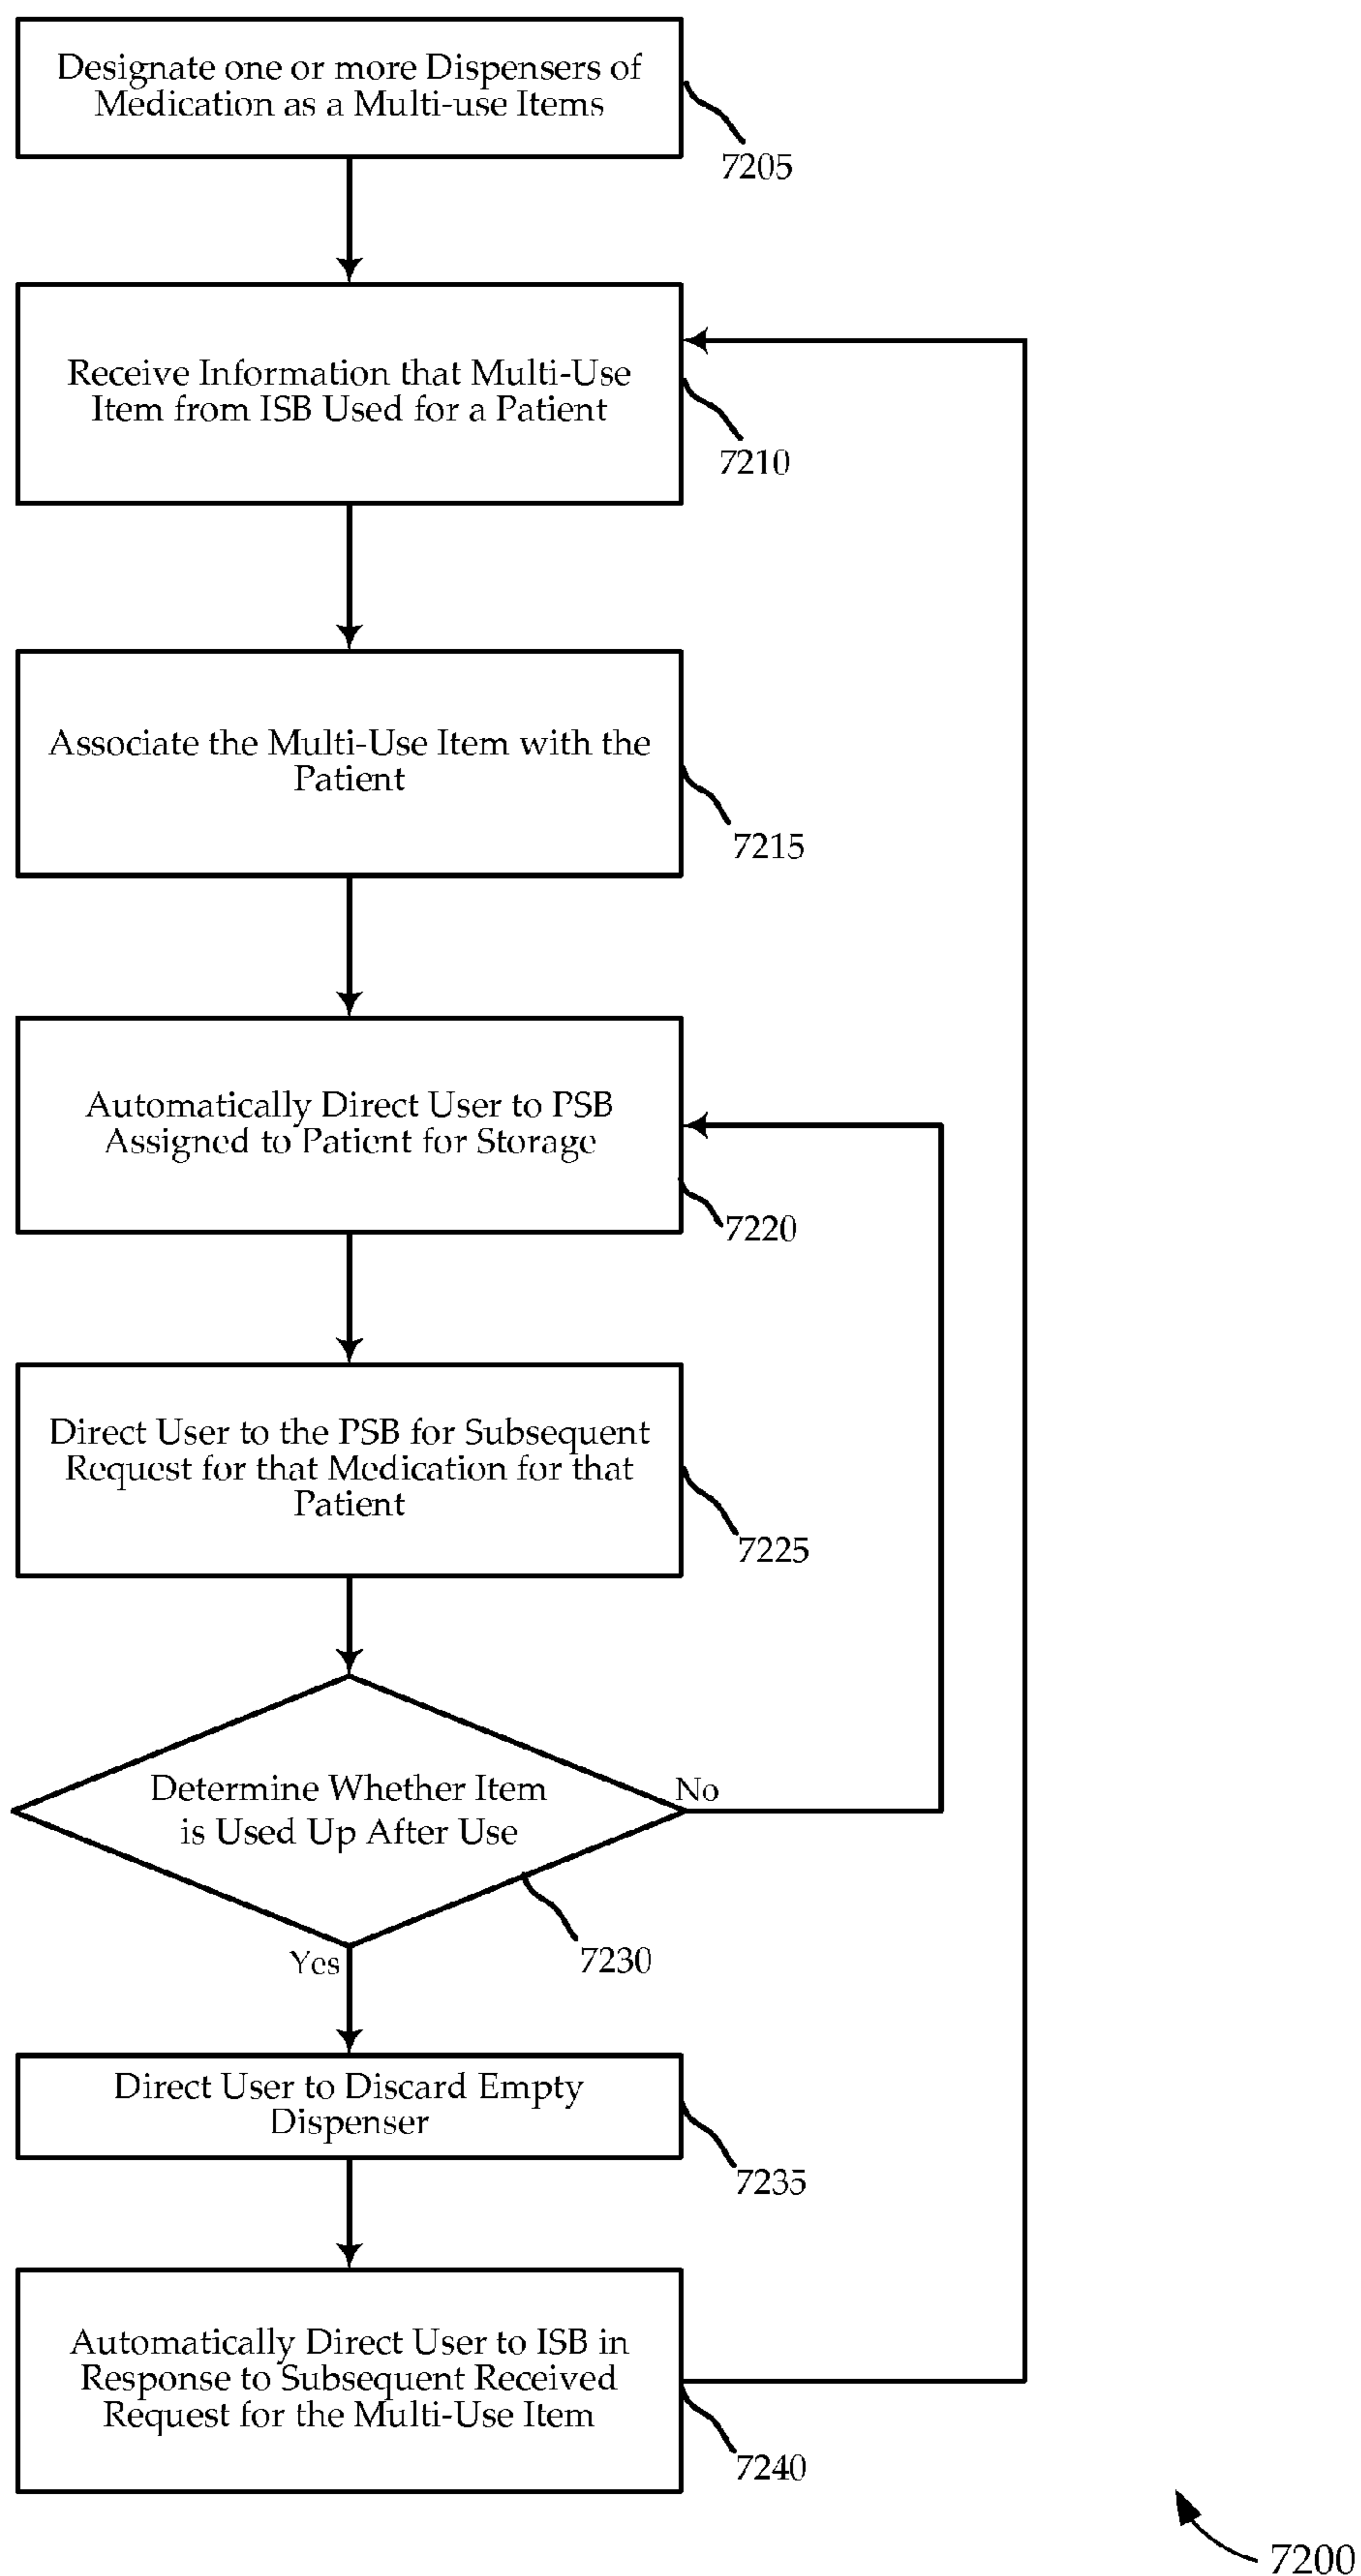 Designate one or more Dispensers of
Medication as a Multi-use Items
7205
Receive Information that Multi-Use
Item from ISB Used for a Patient
7210
Associate the Multi-Use Item with the
Patient
7215
Automatically Direct User to PSB
Assigned to Patient for Storage
7220
Direct User to the PSB for Subsequent
Request for that Medication for that
Patient
7225
Determine Whether Item
is Used Up After Use
No
7230
Yes
Direct User to Discard Empty
Dispenser
7235
Automatically Direct User to ISB in
Response to Subsequent Received
Request for the Multi-Use Item
7240
7200